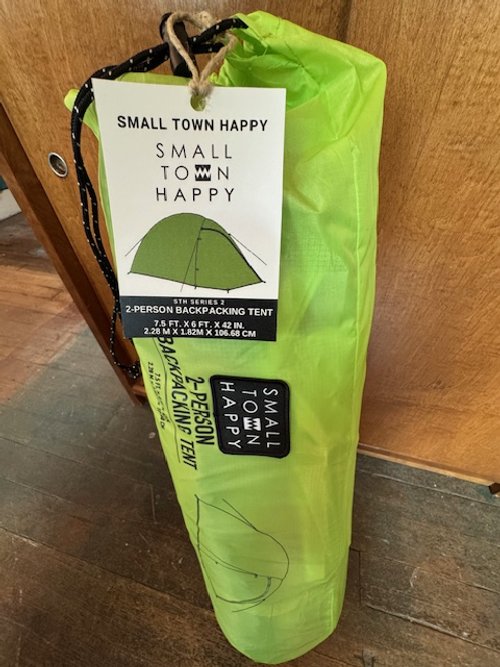 SMALL TOWN HAPPY
SMALL
TOWN
HAPPY
STH SERIES 2
2-PERSON BACKPACKING TENT
7.5 FT. X 6 FT. X 42 IN.
2.28 M X 1.82M X 106.68 CM
2-PERSON
BACKPACKING TENT
SMALL
TOWN
HAPPY